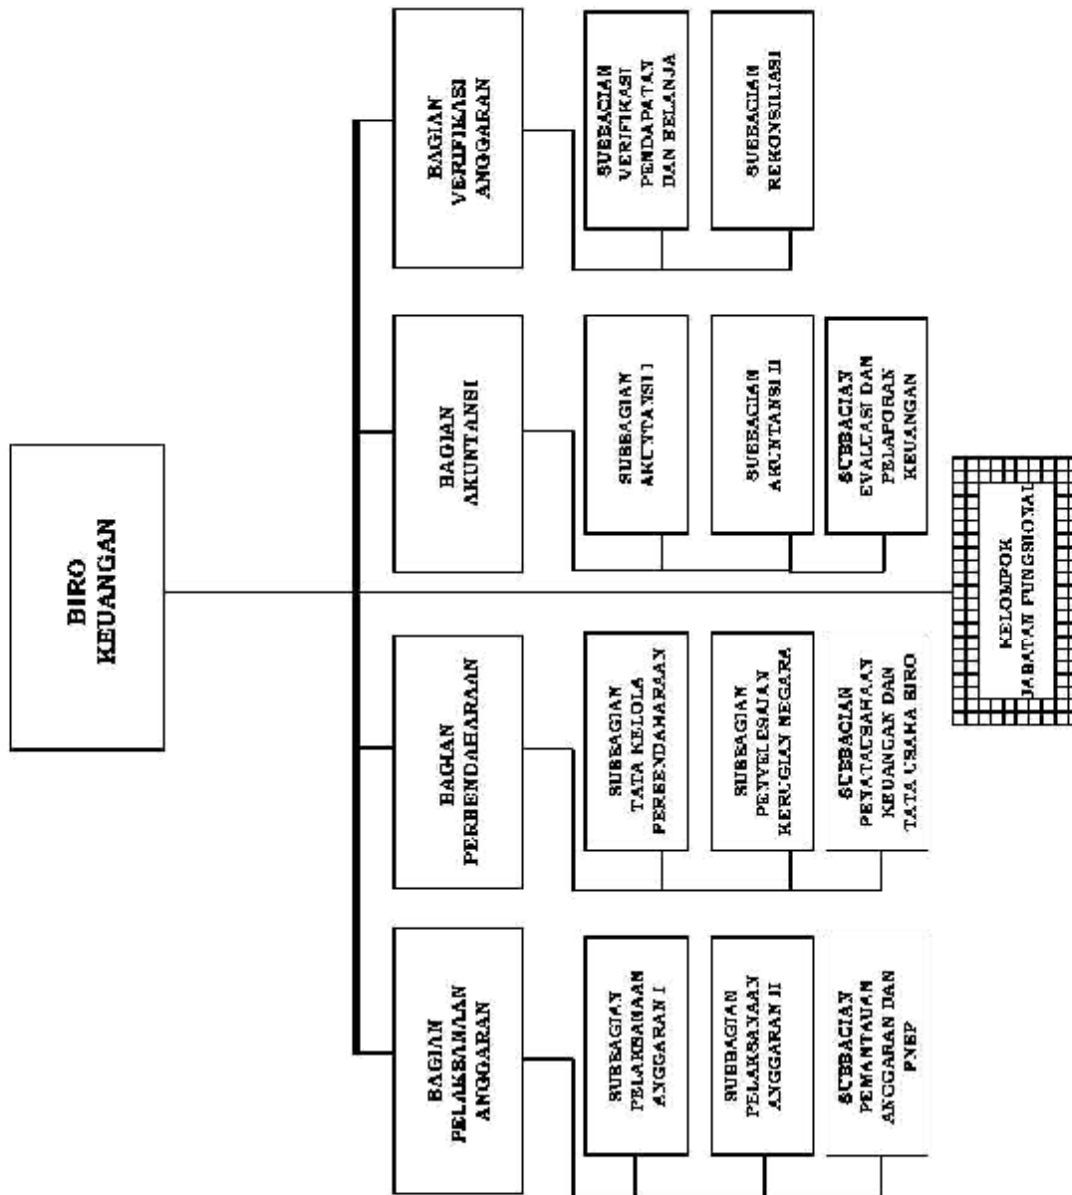 BIRO
KEUANGAN
BAGIAN
PELAKSANAAN
ANGGARAN
SUBBAGIAN
PELAKSANAAN
ANGGARAN I
SUBBAGIAN
PELAKSANAAN
ANGGARAN II
SUBBAGIAN
PEMANTAUAN
ANGGARAN DAN
PNBP
BAGIAN
PERBENDAHARAAN
SUBBAGIAN
TATA KELOLA
PERBENDAHARAAN
SUBBAGIAN
PENYELESAIAN
KERUGIAN NEGARA
SUBBAGIAN
PENATAUSAHAAN
KEUANGAN DAN
TATA USAHA BIRO
BAGIAN
AKUNTANSI
SUBBAGIAN
AKUNTANSI I
SUBBAGIAN
AKUNTANSI II
SUBBAGIAN
EVALUASI DAN
PELAPORAN
KEUANGAN
BAGIAN
VERIFIKASI
ANGGARAN
SUBBAGIAN
VERIFIKASI
PENDAPATAN
DAN BELANJA
SUBBAGIAN
REKONSILIASI
KELOMPOK
JABATAN FUNGSIONAL